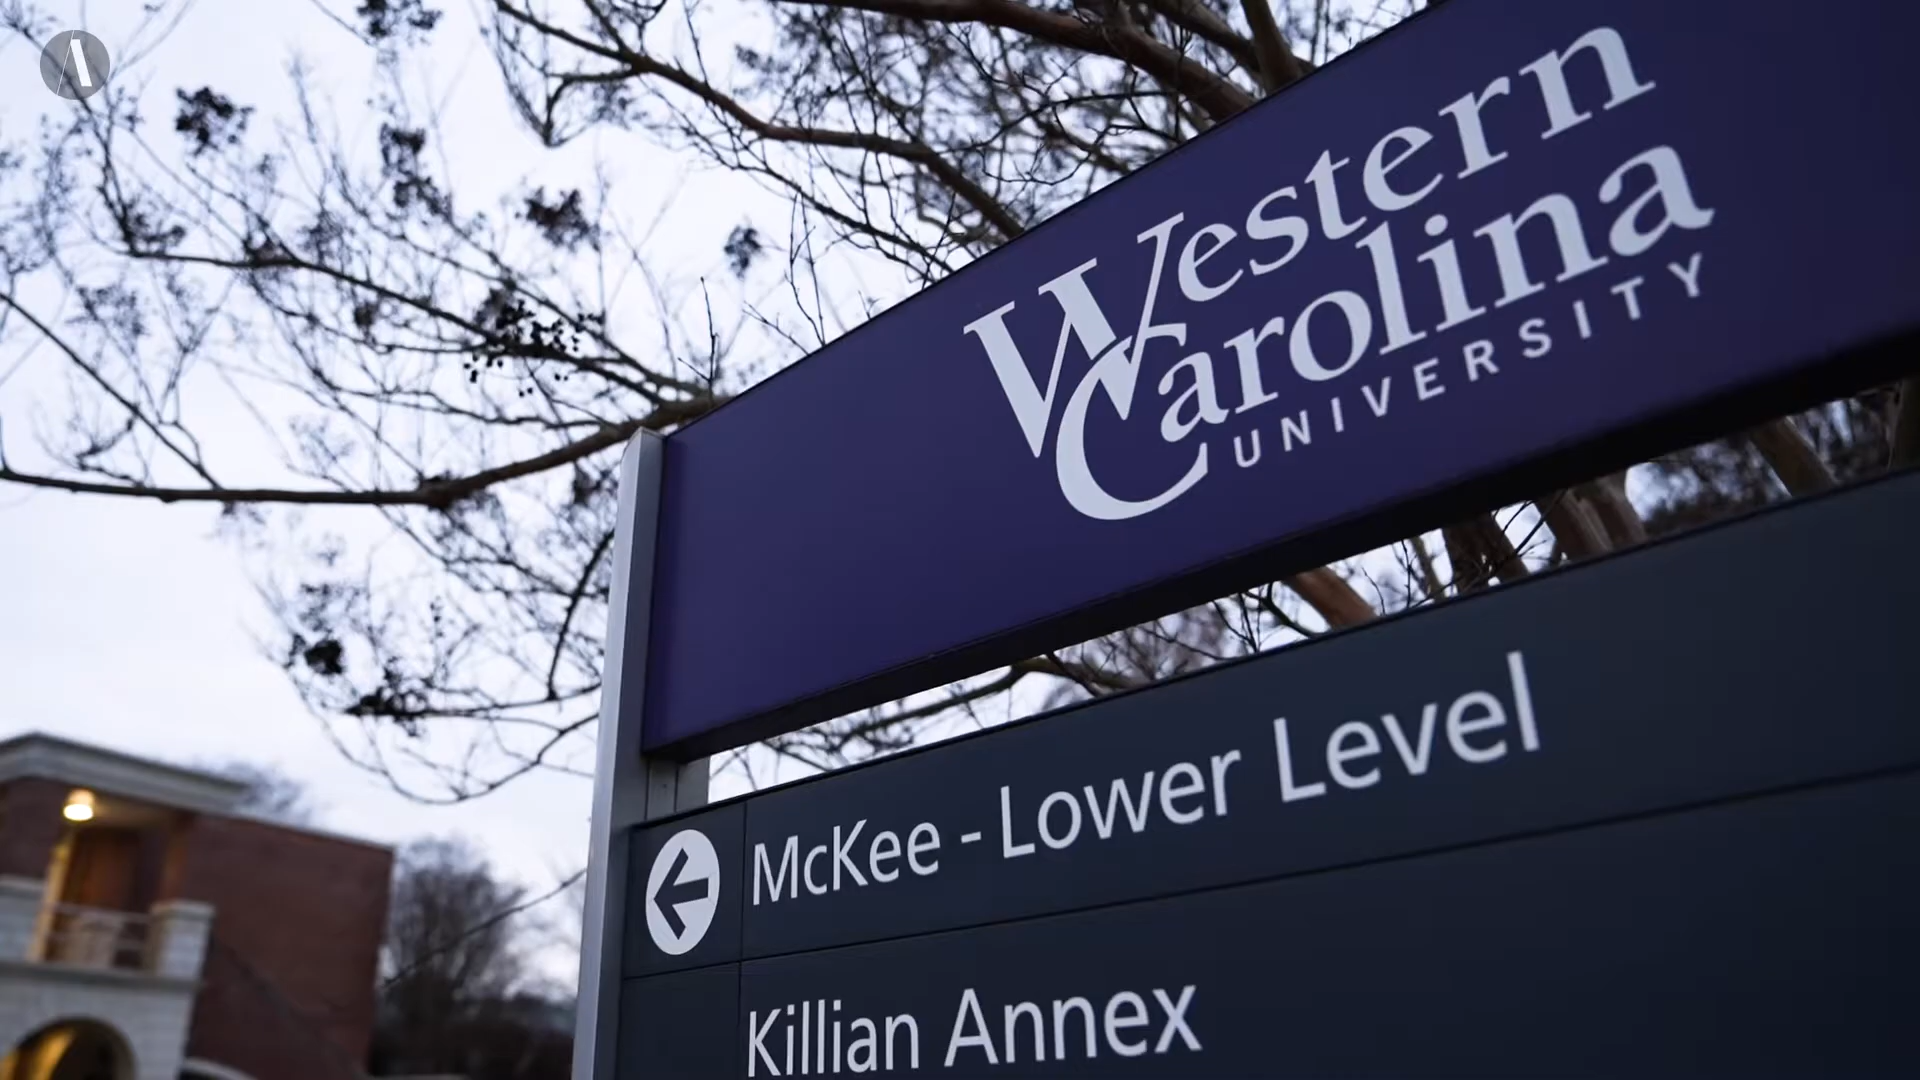 Western
Carolina
UNIVERSITY
McKee - Lower Level
Killian Annex